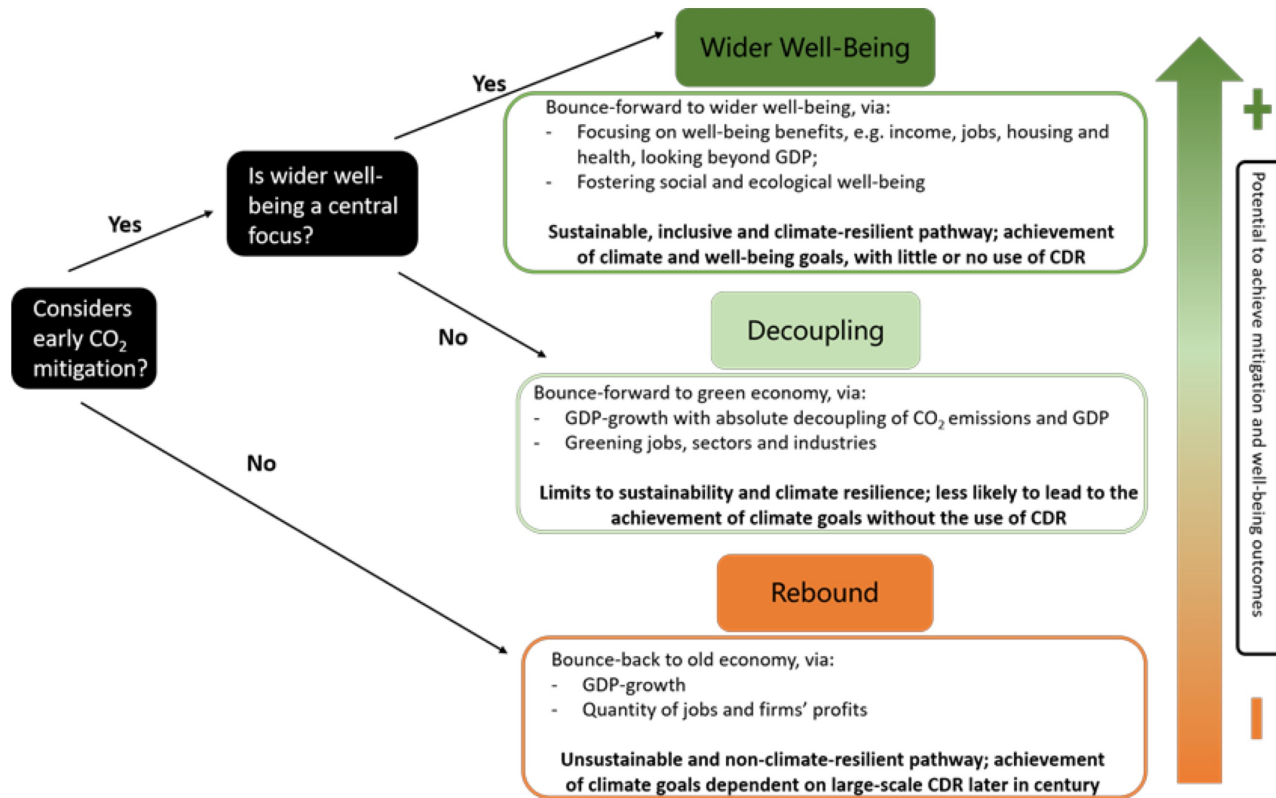 Wider Well-Being
Yes
Bounce-forward to wider well-being, via:
- Focusing on well-being benefits, e.g. income, jobs, housing and
health, looking beyond GDP;
- Fostering social and ecological well-being
Sustainable, inclusive and climate-resilient pathway; achievement
of climate and well-being goals, with little or no use of CDR
Is wider well-
being a central
focus?
Yes
Considers
early CO₂
mitigation?
No
Decoupling
Bounce-forward to green economy, via:
- GDP-growth with absolute decoupling of CO₂ emissions and GDP
- Greening jobs, sectors and industries
Limits to sustainability and climate resilience; less likely to lead to the
achievement of climate goals without the use of CDR
No
Rebound
Bounce-back to old economy, via:
- GDP-growth
- Quantity of jobs and firms’ profits
Unsustainable and non-climate-resilient pathway; achievement
of climate goals dependent on large-scale CDR later in century
+
Potential to achieve mitigation and well-being outcomes
-